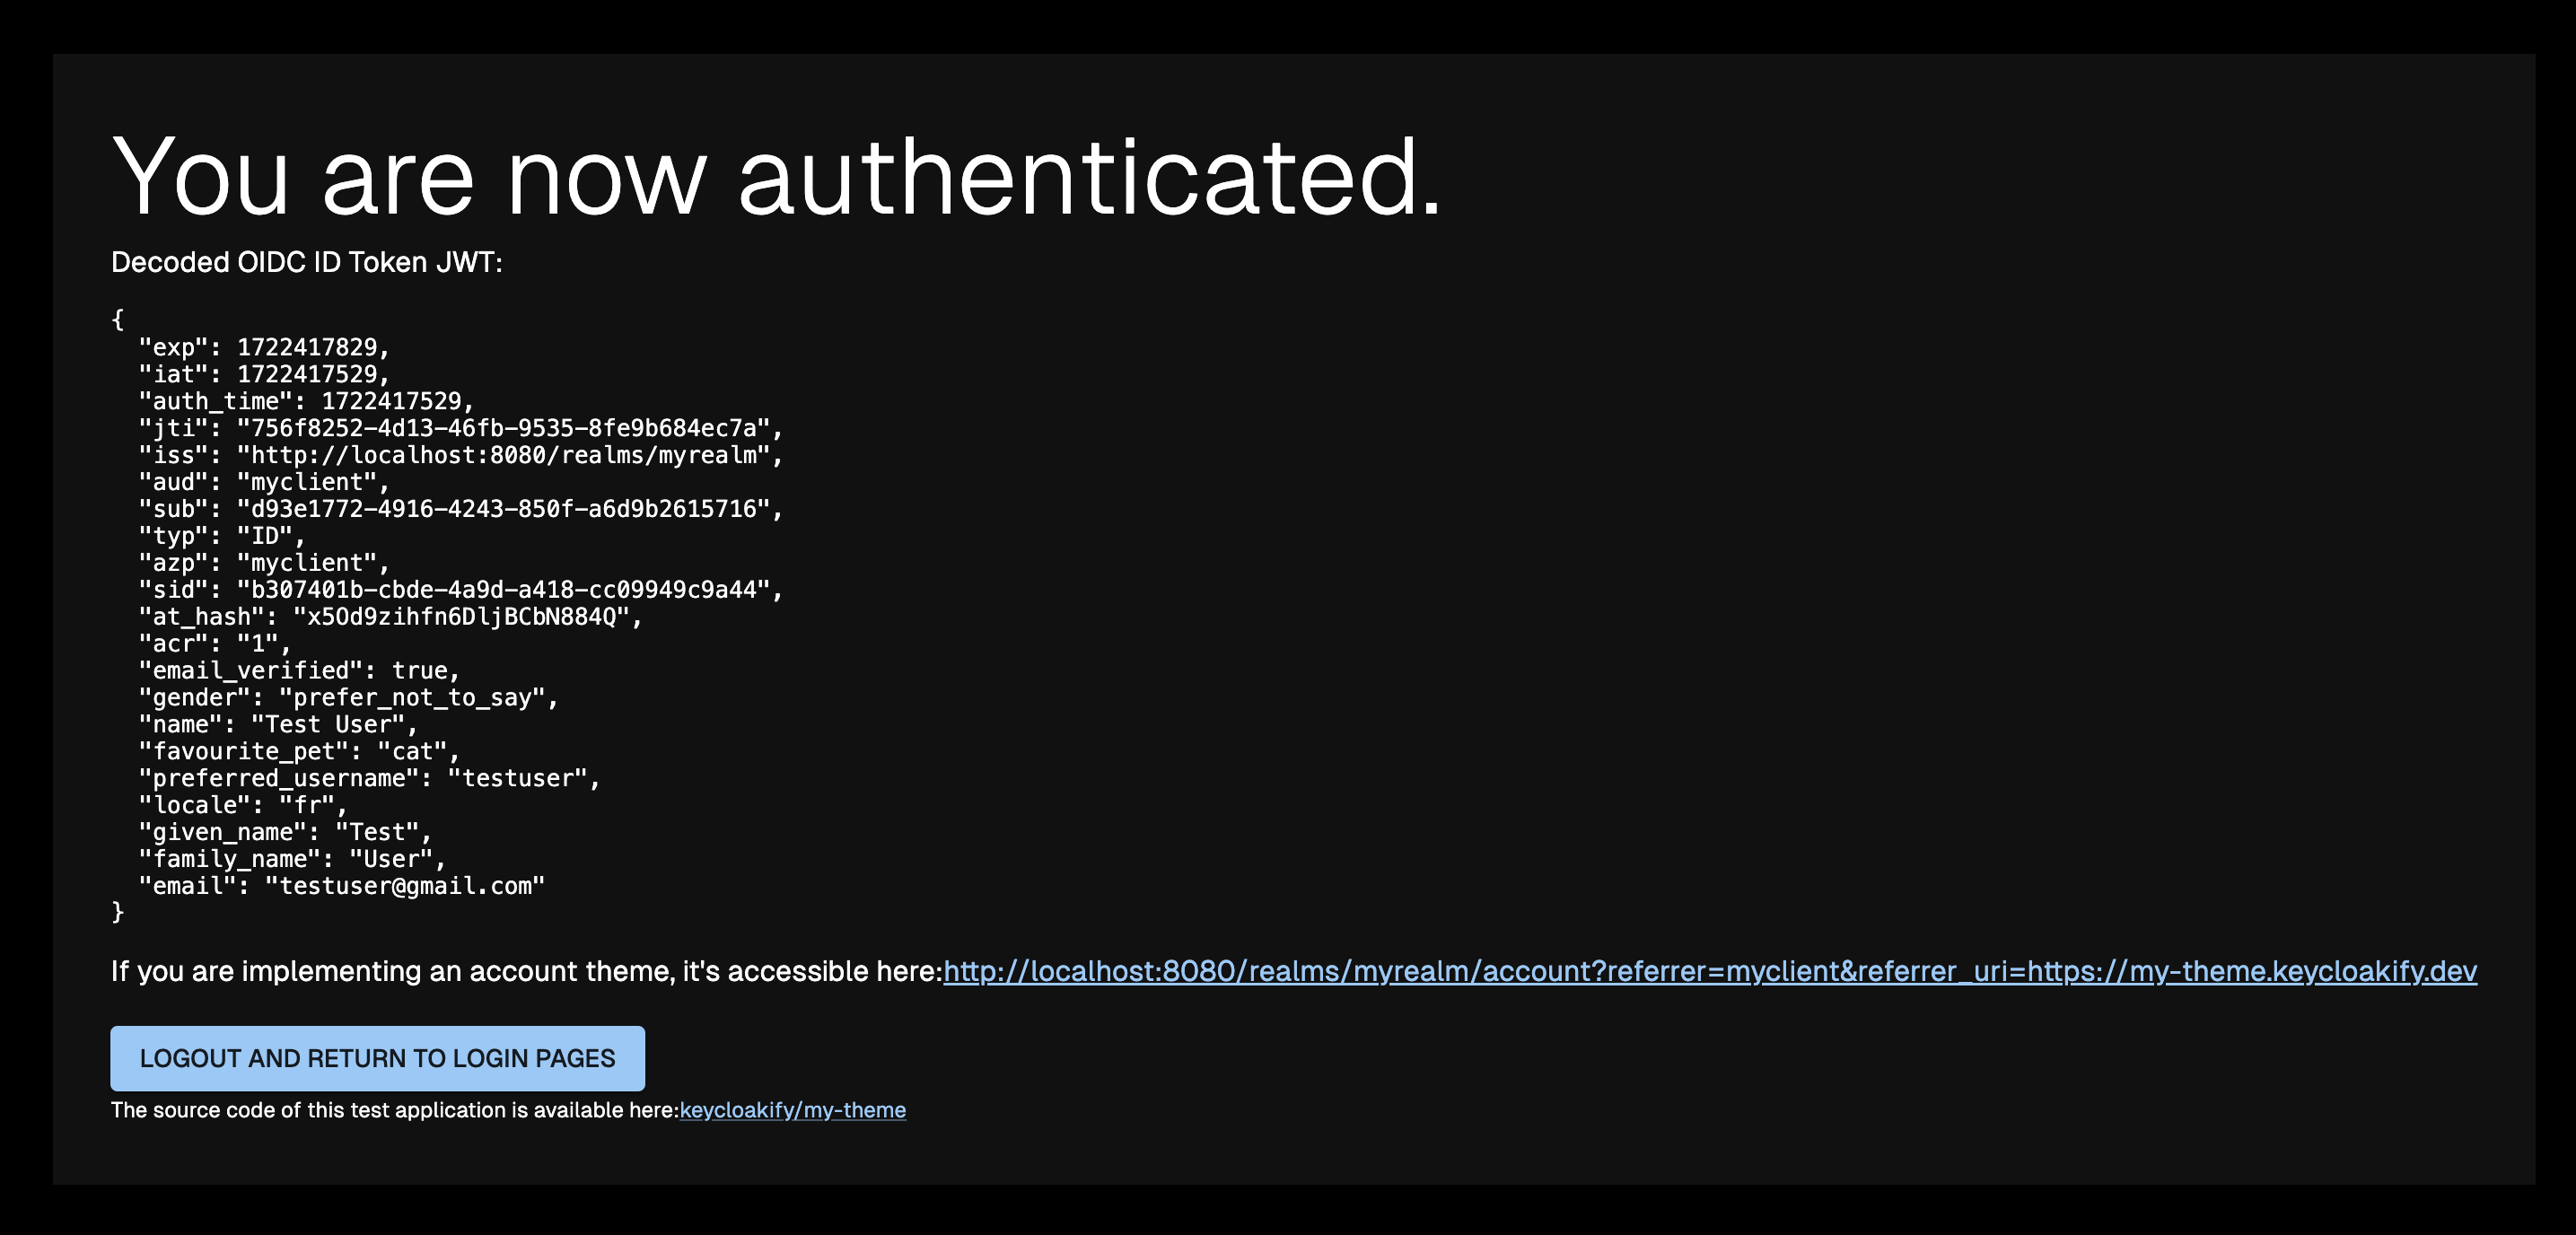 You are now authenticated.
Decoded OIDC ID Token JWT:
{
  "exp": 1722417829,
  "iat": 1722417529,
  "auth_time": 1722417529,
  "jti": "756f8252-4d13-46fb-9535-8fe9b684ec7a",
  "iss": "http://localhost:8080/realms/myrealm",
  "aud": "myclient",
  "sub": "d93e1772-4916-4243-850f-a6d9b2615716",
  "typ": "ID",
  "azp": "myclient",
  "sid": "b307401b-cbde-4a9d-a418-cc09949c9a44",
  "at_hash": "x5Od9zihfn6DljBCbN884Q",
  "acr": "1",
  "email_verified": true,
  "gender": "prefer_not_to_say",
  "name": "Test User",
  "favourite_pet": "cat",
  "preferred_username": "testuser",
  "locale": "fr",
  "given_name": "Test",
  "family_name": "User",
  "email": "testuser@gmail.com"
}
If you are implementing an account theme, it's accessible here:http://localhost:8080/realms/myrealm/account?referrer=myclient&referrer_uri=https://my-theme.keycloakify.dev
LOGOUT AND RETURN TO LOGIN PAGES
The source code of this test application is available here:keycloakify/my-theme